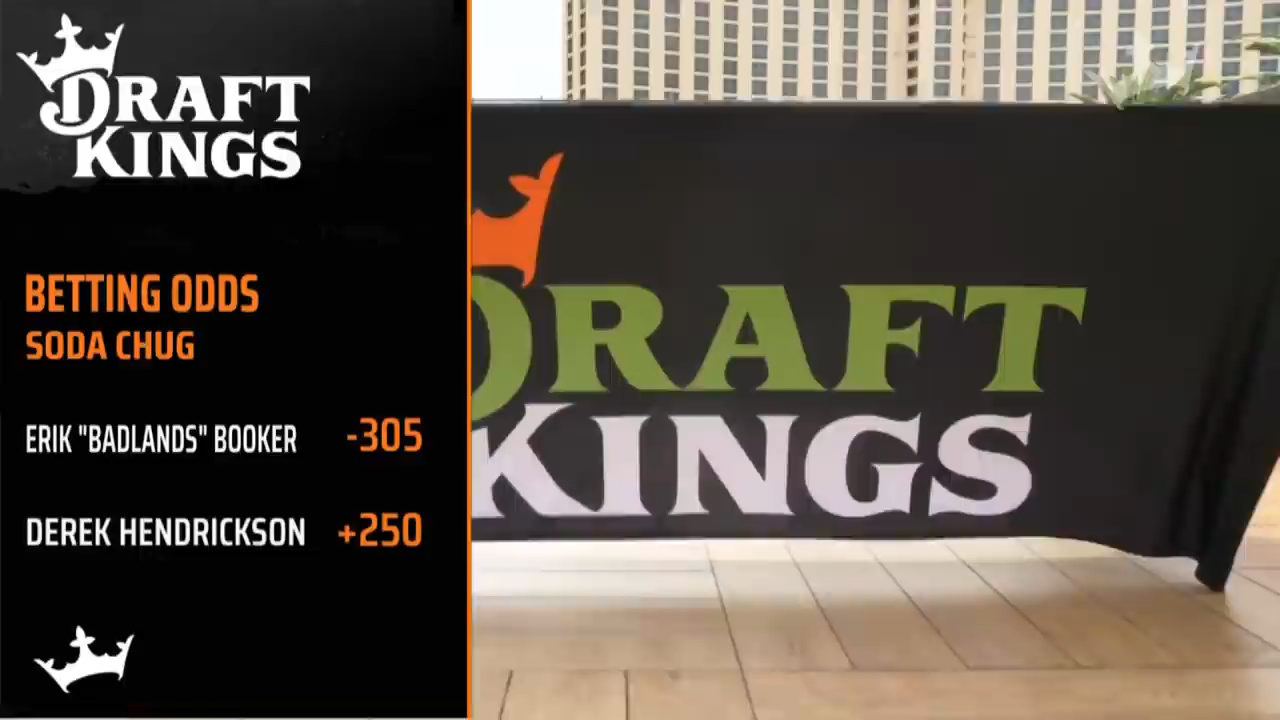 DRAFT
KINGS
BETTING ODDS
SODA CHUG
ERIK "BADLANDS" BOOKER -305
DEREK HENDRICKSON +250
DRAFT
KINGS